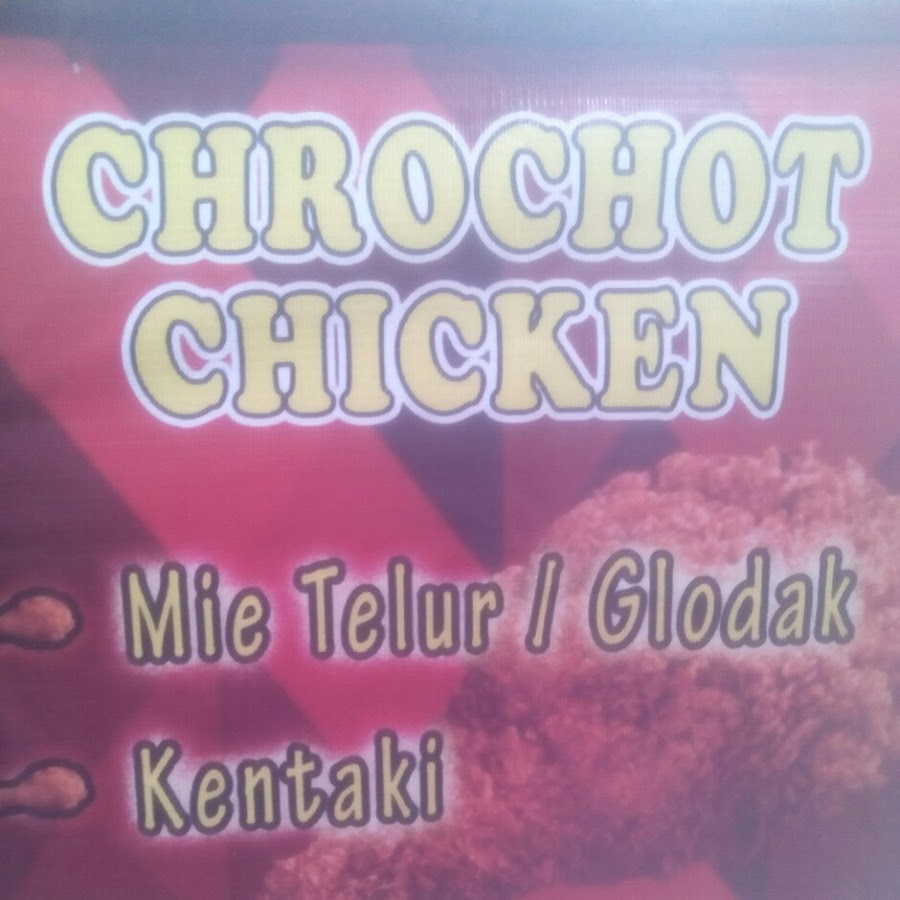 CHROCHOT
CHICKEN
Mie Telur / Glodak
Kentaki